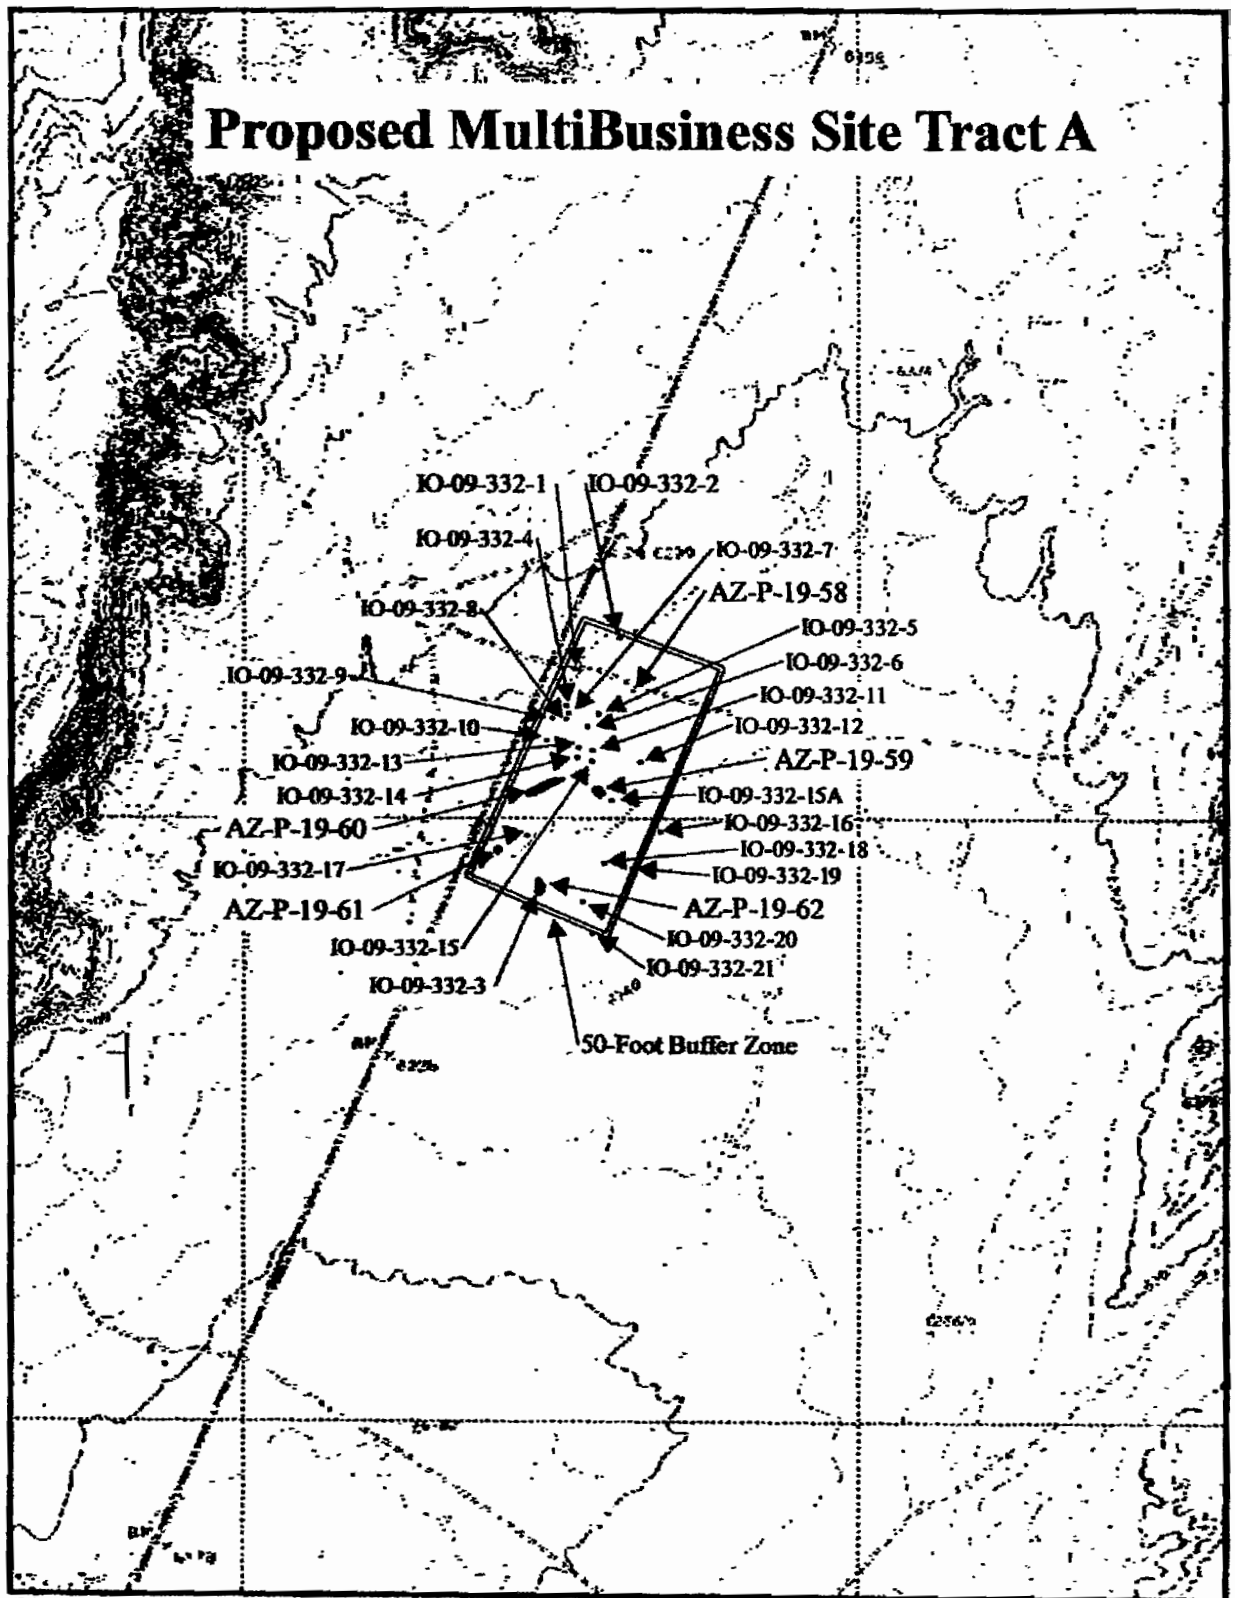 Proposed MultiBusiness Site Tract A
IO-09-332-1
IO-09-332-2
IO-09-332-4
IO-09-332-7
AZ-P-19-58
IO-09-332-8
IO-09-332-5
IO-09-332-6
IO-09-332-9
IO-09-332-11
IO-09-332-10
IO-09-332-12
IO-09-332-13
AZ-P-19-59
IO-09-332-14
IO-09-332-15A
AZ-P-19-60
IO-09-332-16
IO-09-332-18
IO-09-332-17
IO-09-332-19
AZ-P-19-61
AZ-P-19-62
IO-09-332-15
IO-09-332-20
IO-09-332-21
IO-09-332-3
50-Foot Buffer Zone